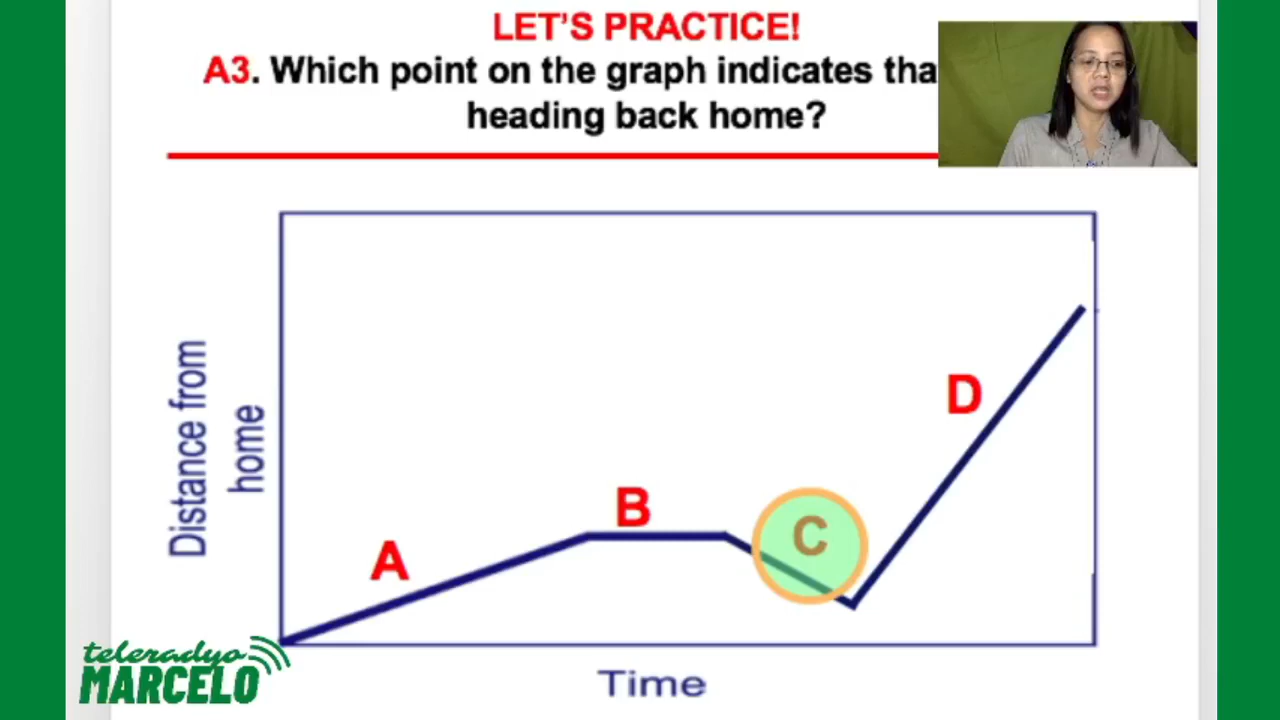 LET'S PRACTICE!
A3. Which point on the graph indicates tha
heading back home?
Distance from
home
A
B
C
D
Time
teleradyo
MARCELO